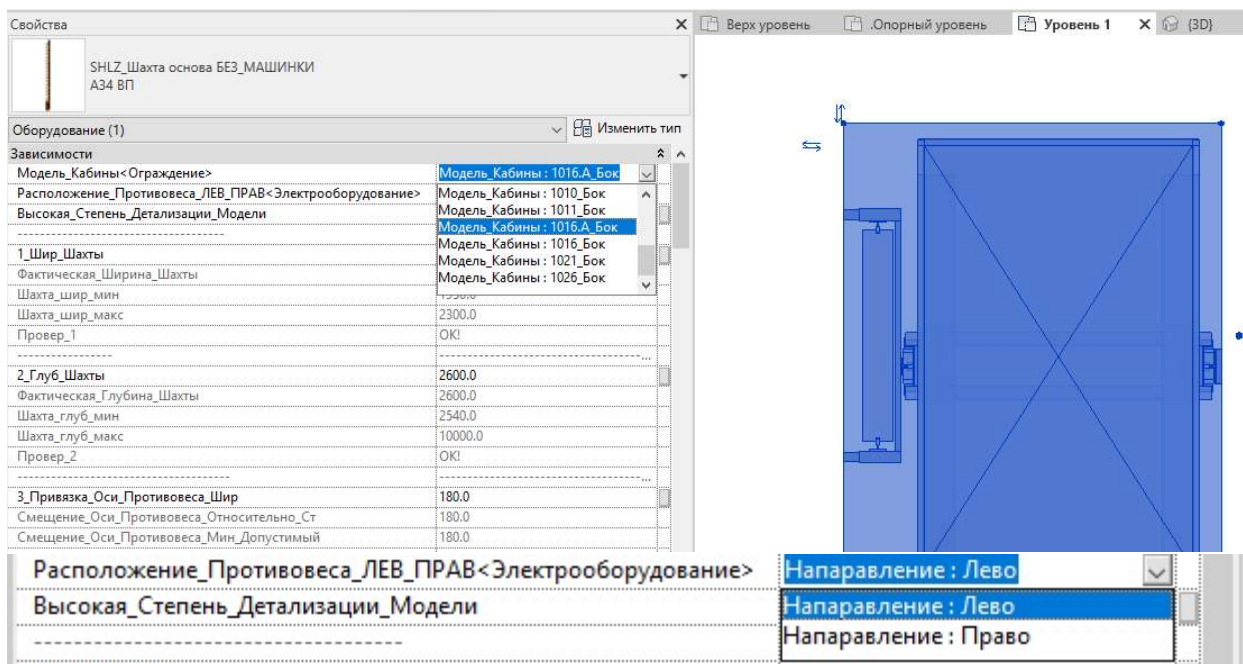 Свойства
Верх уровень
.Опорный уровень
Уровень 1
{3D}
SHLZ_Шахта основа БЕЗ_МАШИНКИ
А34 ВП
Оборудование (1)
Изменить тип
Зависимости
Модель_Кабины<Ограждение> Модель_Кабины : 1016.А_Бок
Расположение_Противовеса_ЛЕВ_ПРАВ<Электрооборудование> Модель_Кабины : 1010_Бок
Высокая_Степень_Детализации_Модели Модель_Кабины : 1011_Бок
Модель_Кабины : 1016.А_Бок
---------------------------------- Модель_Кабины : 1016_Бок
1_Шир_Шахты Модель_Кабины : 1021_Бок
Фактическая_Ширина_Шахты Модель_Кабины : 1026_Бок
Шахта_шир_мин
Шахта_шир_макс 2300.0
Провер_1 OK!
----------------- ----------------------------------...
2_Глуб_Шахты 2600.0
Фактическая_Глубина_Шахты 2600.0
Шахта_глуб_мин 2540.0
Шахта_глуб_макс 10000.0
Провер_2 OK!
----------------------------------- ----------------------------------...
3_Привязка_Оси_Противовеса_Шир 180.0
Смещение_Оси_Противовеса_Относительно_Ст 180.0
Смещение_Оси_Противовеса_Мин_Допустимый 180.0
Расположение_Противовеса_ЛЕВ_ПРАВ<Электрооборудование> Напаравление : Лево
Высокая_Степень_Детализации_Модели Напаравление : Лево
----------------------------------- Напаравление : Право